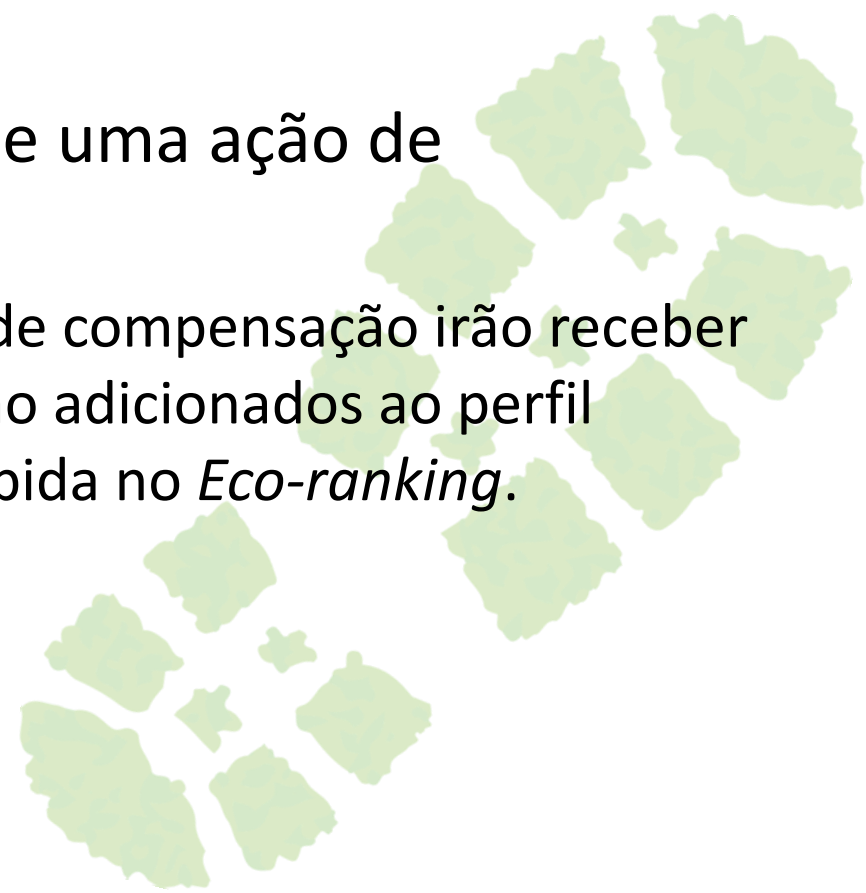 e uma ação de
de compensação irão receber
o adicionados ao perfil
bida no Eco-ranking.